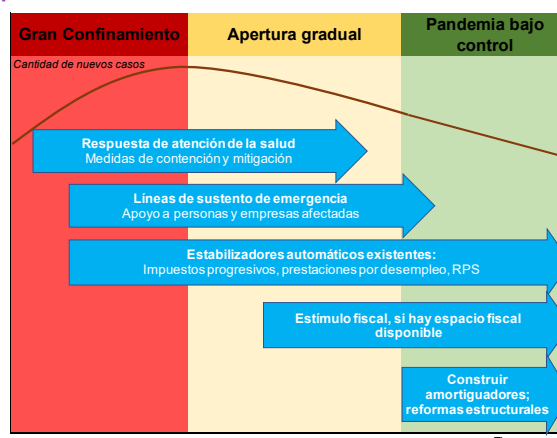 Gran Confinamiento
Apertura gradual
Pandemia bajo
control
Cantidad de nuevos casos
Respuesta de atención de la salud
Medidas de contención y mitigación
Líneas de sustento de emergencia
Apoyo a personas y empresas afectadas
Estabilizadores automáticos existentes:
Impuestos progresivos, prestaciones por desempleo, RPS
Estímulo fiscal, si hay espacio fiscal
disponible
Construir
amortiguadores;
reformas estructurales